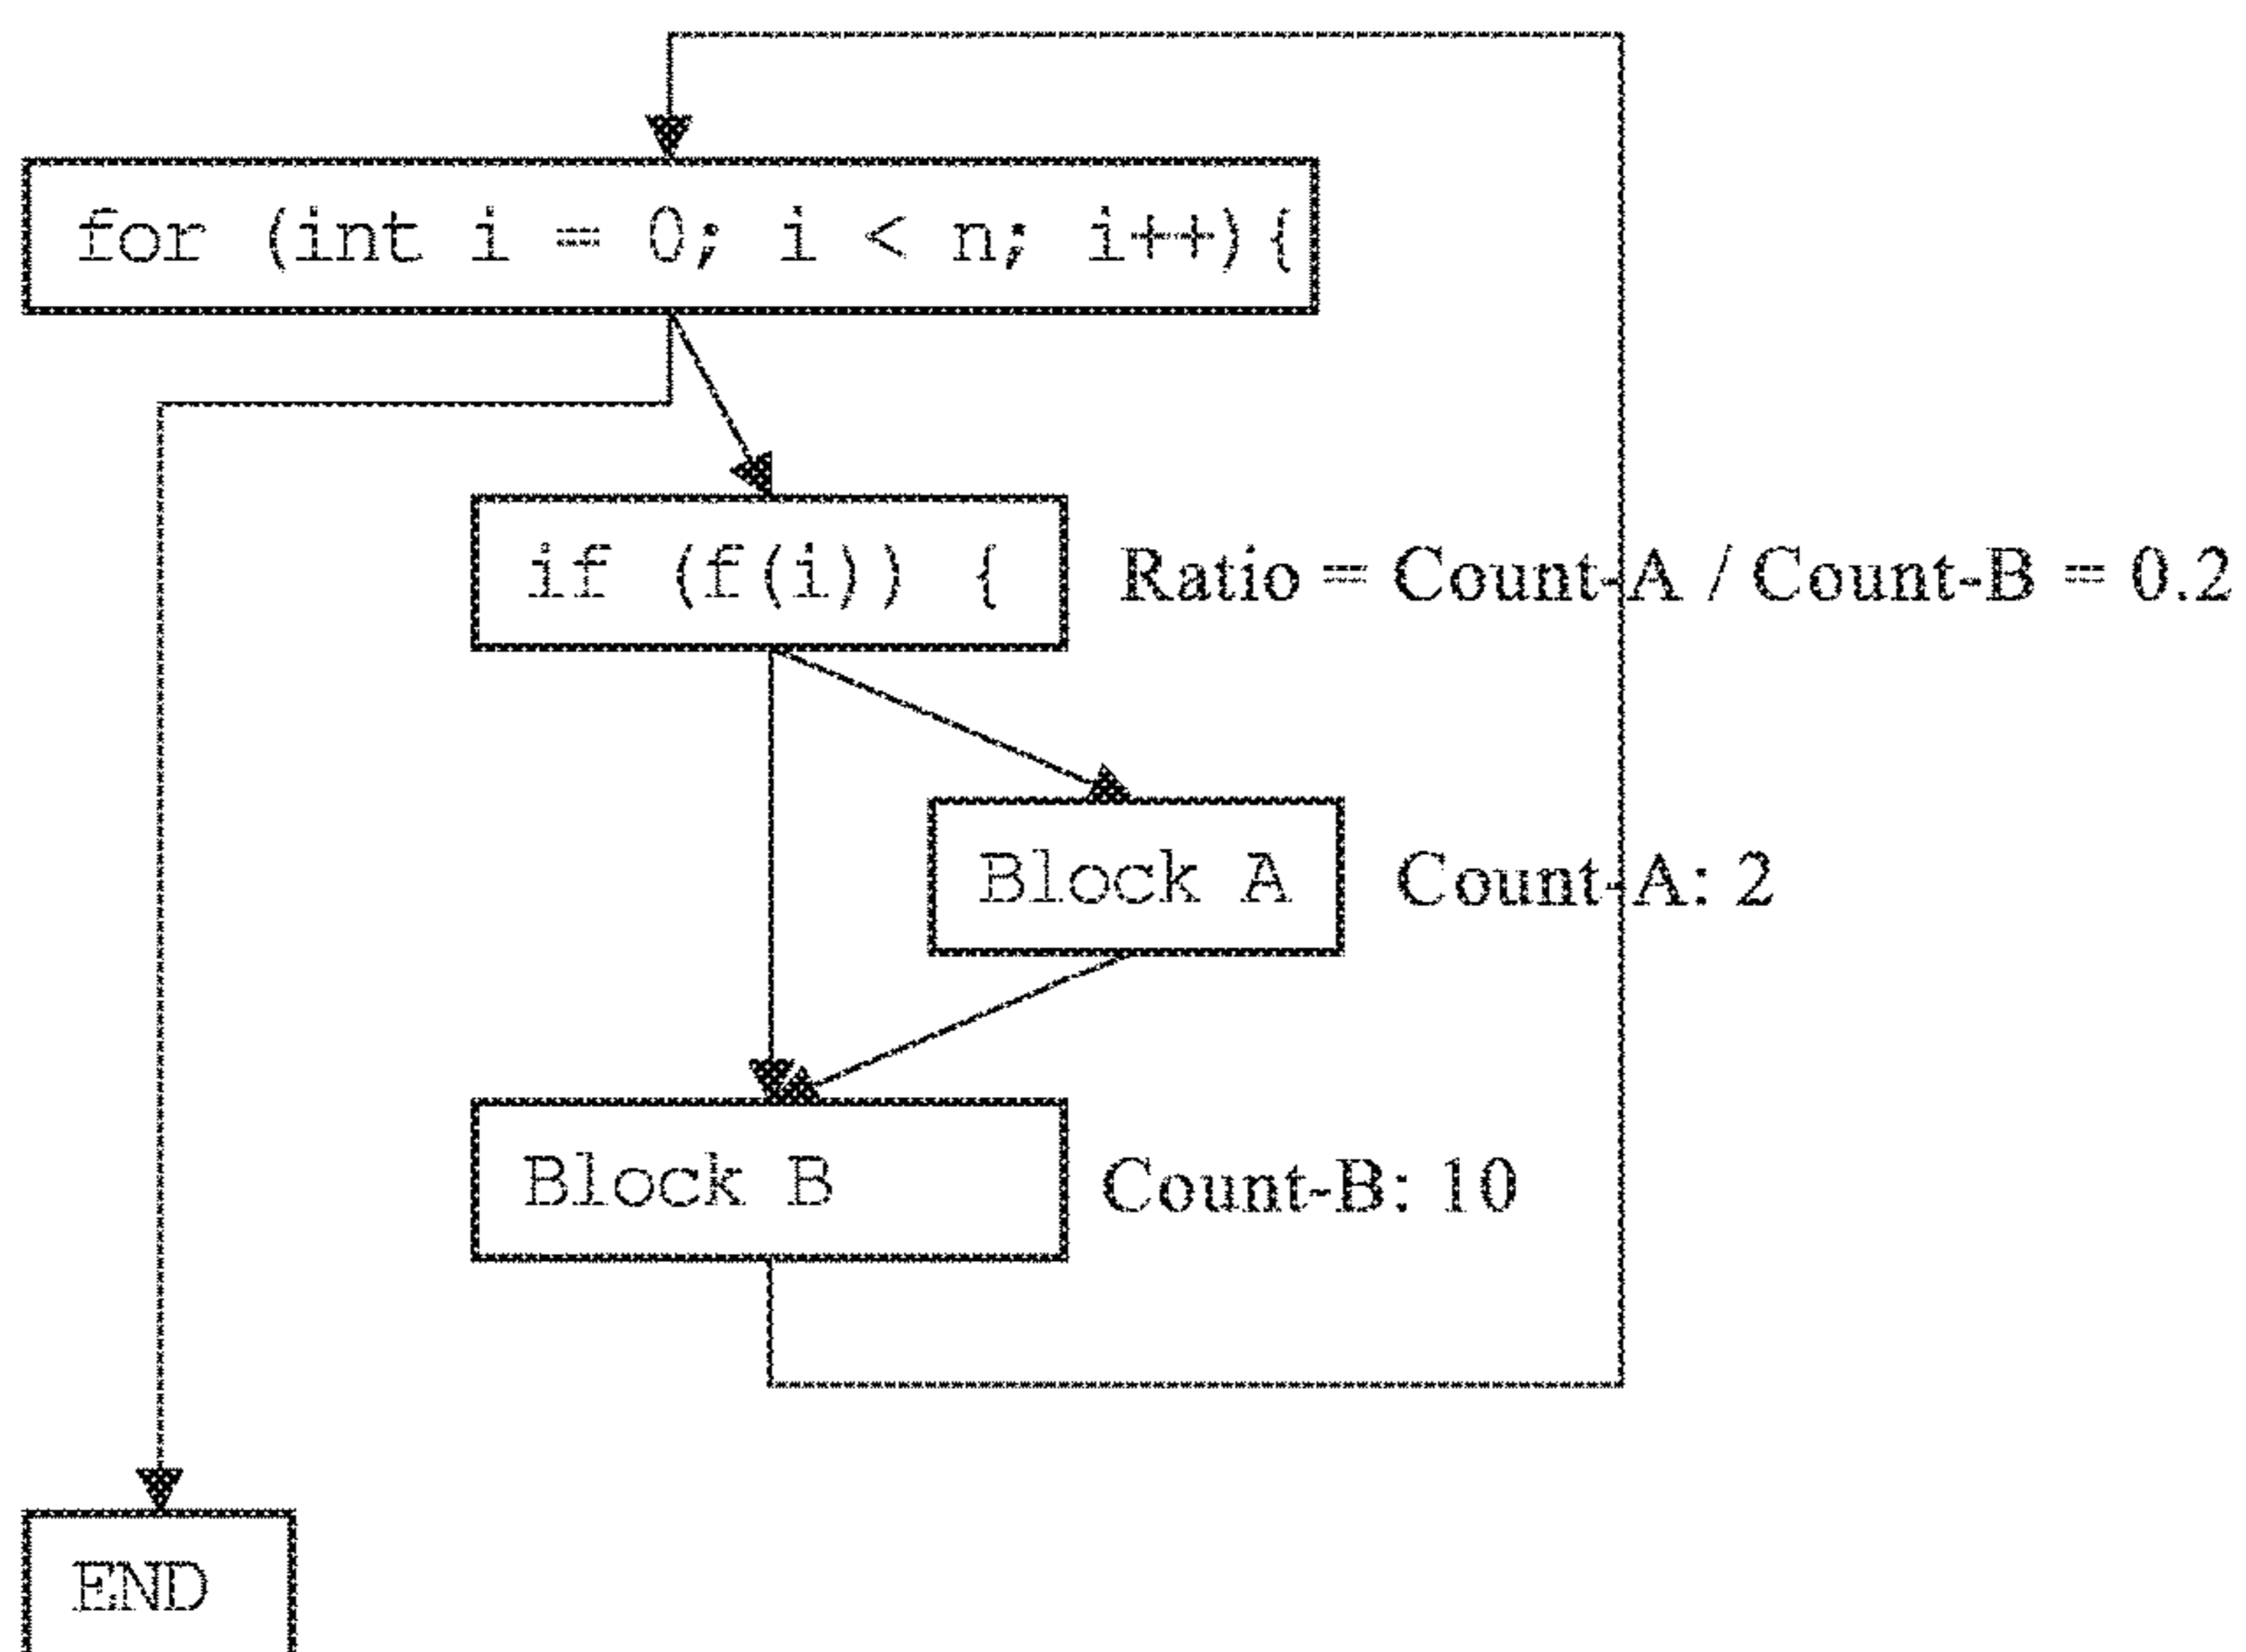 for (int i = 0; i < n; i++){
if (f(i)) {
Ratio = Count-A / Count-B = 0.2
Block A
Count-A: 2
Block B
Count-B: 10
END